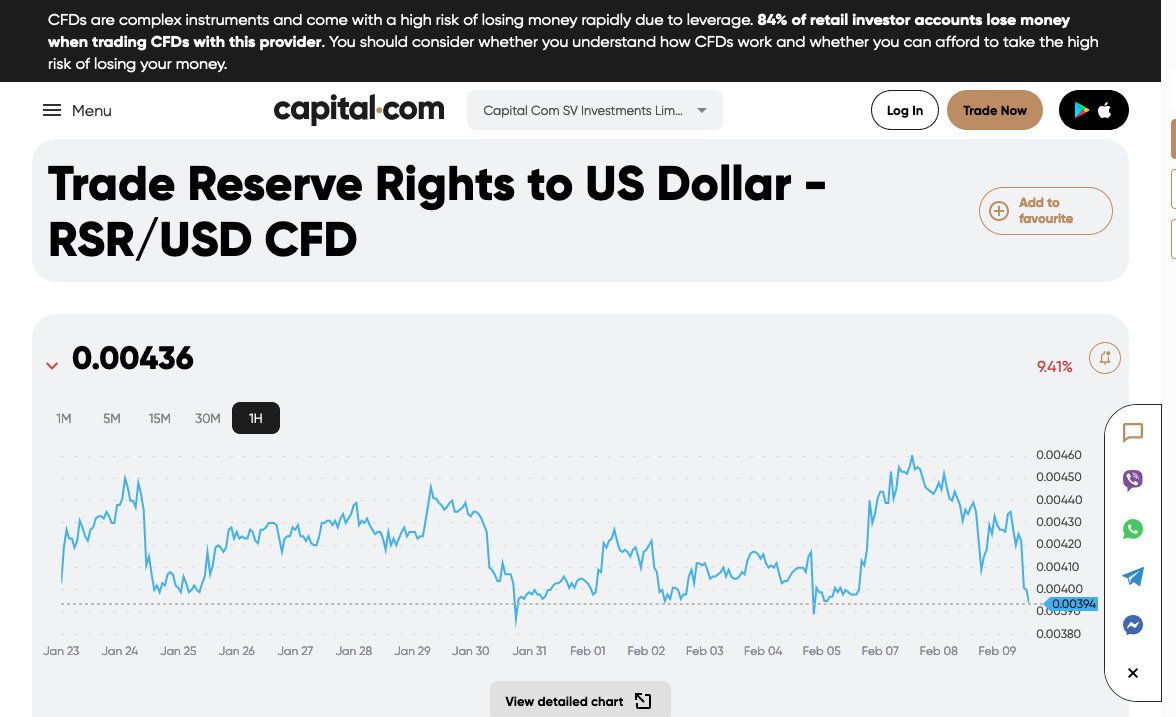 CFDs are complex instruments and come with a high risk of losing money rapidly due to leverage. 84% of retail investor accounts lose money
when trading CFDs with this provider. You should consider whether you understand how CFDs work and whether you can afford to take the high
risk of losing your money.
Menu
capital.com
Capital Com SV Investments Lim...
Log In
Trade Now
Trade Reserve Rights to US Dollar -
RSR/USD CFD
Add to
favourite
0.00436
9.41%
1M 5M 15M 30M 1H
0.00460
0.00450
0.00440
0.00430
0.00420
0.00410
0.00400
0.00394
0.00390
0.00380
Jan 23 Jan 24 Jan 25 Jan 26 Jan 27 Jan 28 Jan 29 Jan 30 Jan 31 Feb 01 Feb 02 Feb 03 Feb 04 Feb 05 Feb 07 Feb 08 Feb 09
View detailed chart